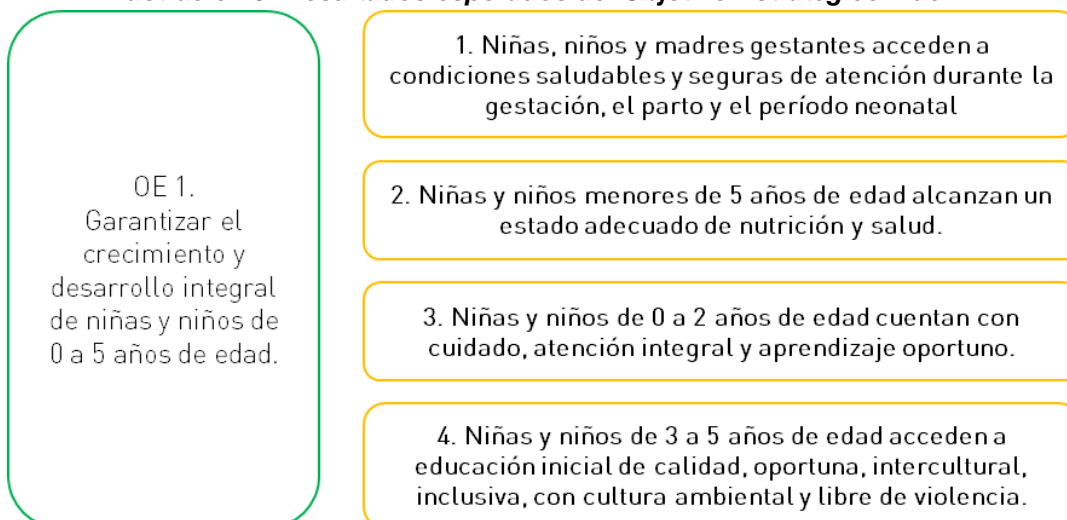 OE 1.
Garantizar el
crecimiento y
desarrollo integral
de niñas y niños de
0 a 5 años de edad.
1. Niñas, niños y madres gestantes acceden a
condiciones saludables y seguras de atención durante la
gestación, el parto y el período neonatal
2. Niñas y niños menores de 5 años de edad alcanzan un
estado adecuado de nutrición y salud.
3. Niñas y niños de 0 a 2 años de edad cuentan con
cuidado, atención integral y aprendizaje oportuno.
4. Niñas y niños de 3 a 5 años de edad acceden a
educación inicial de calidad, oportuna, intercultural,
inclusiva, con cultura ambiental y libre de violencia.